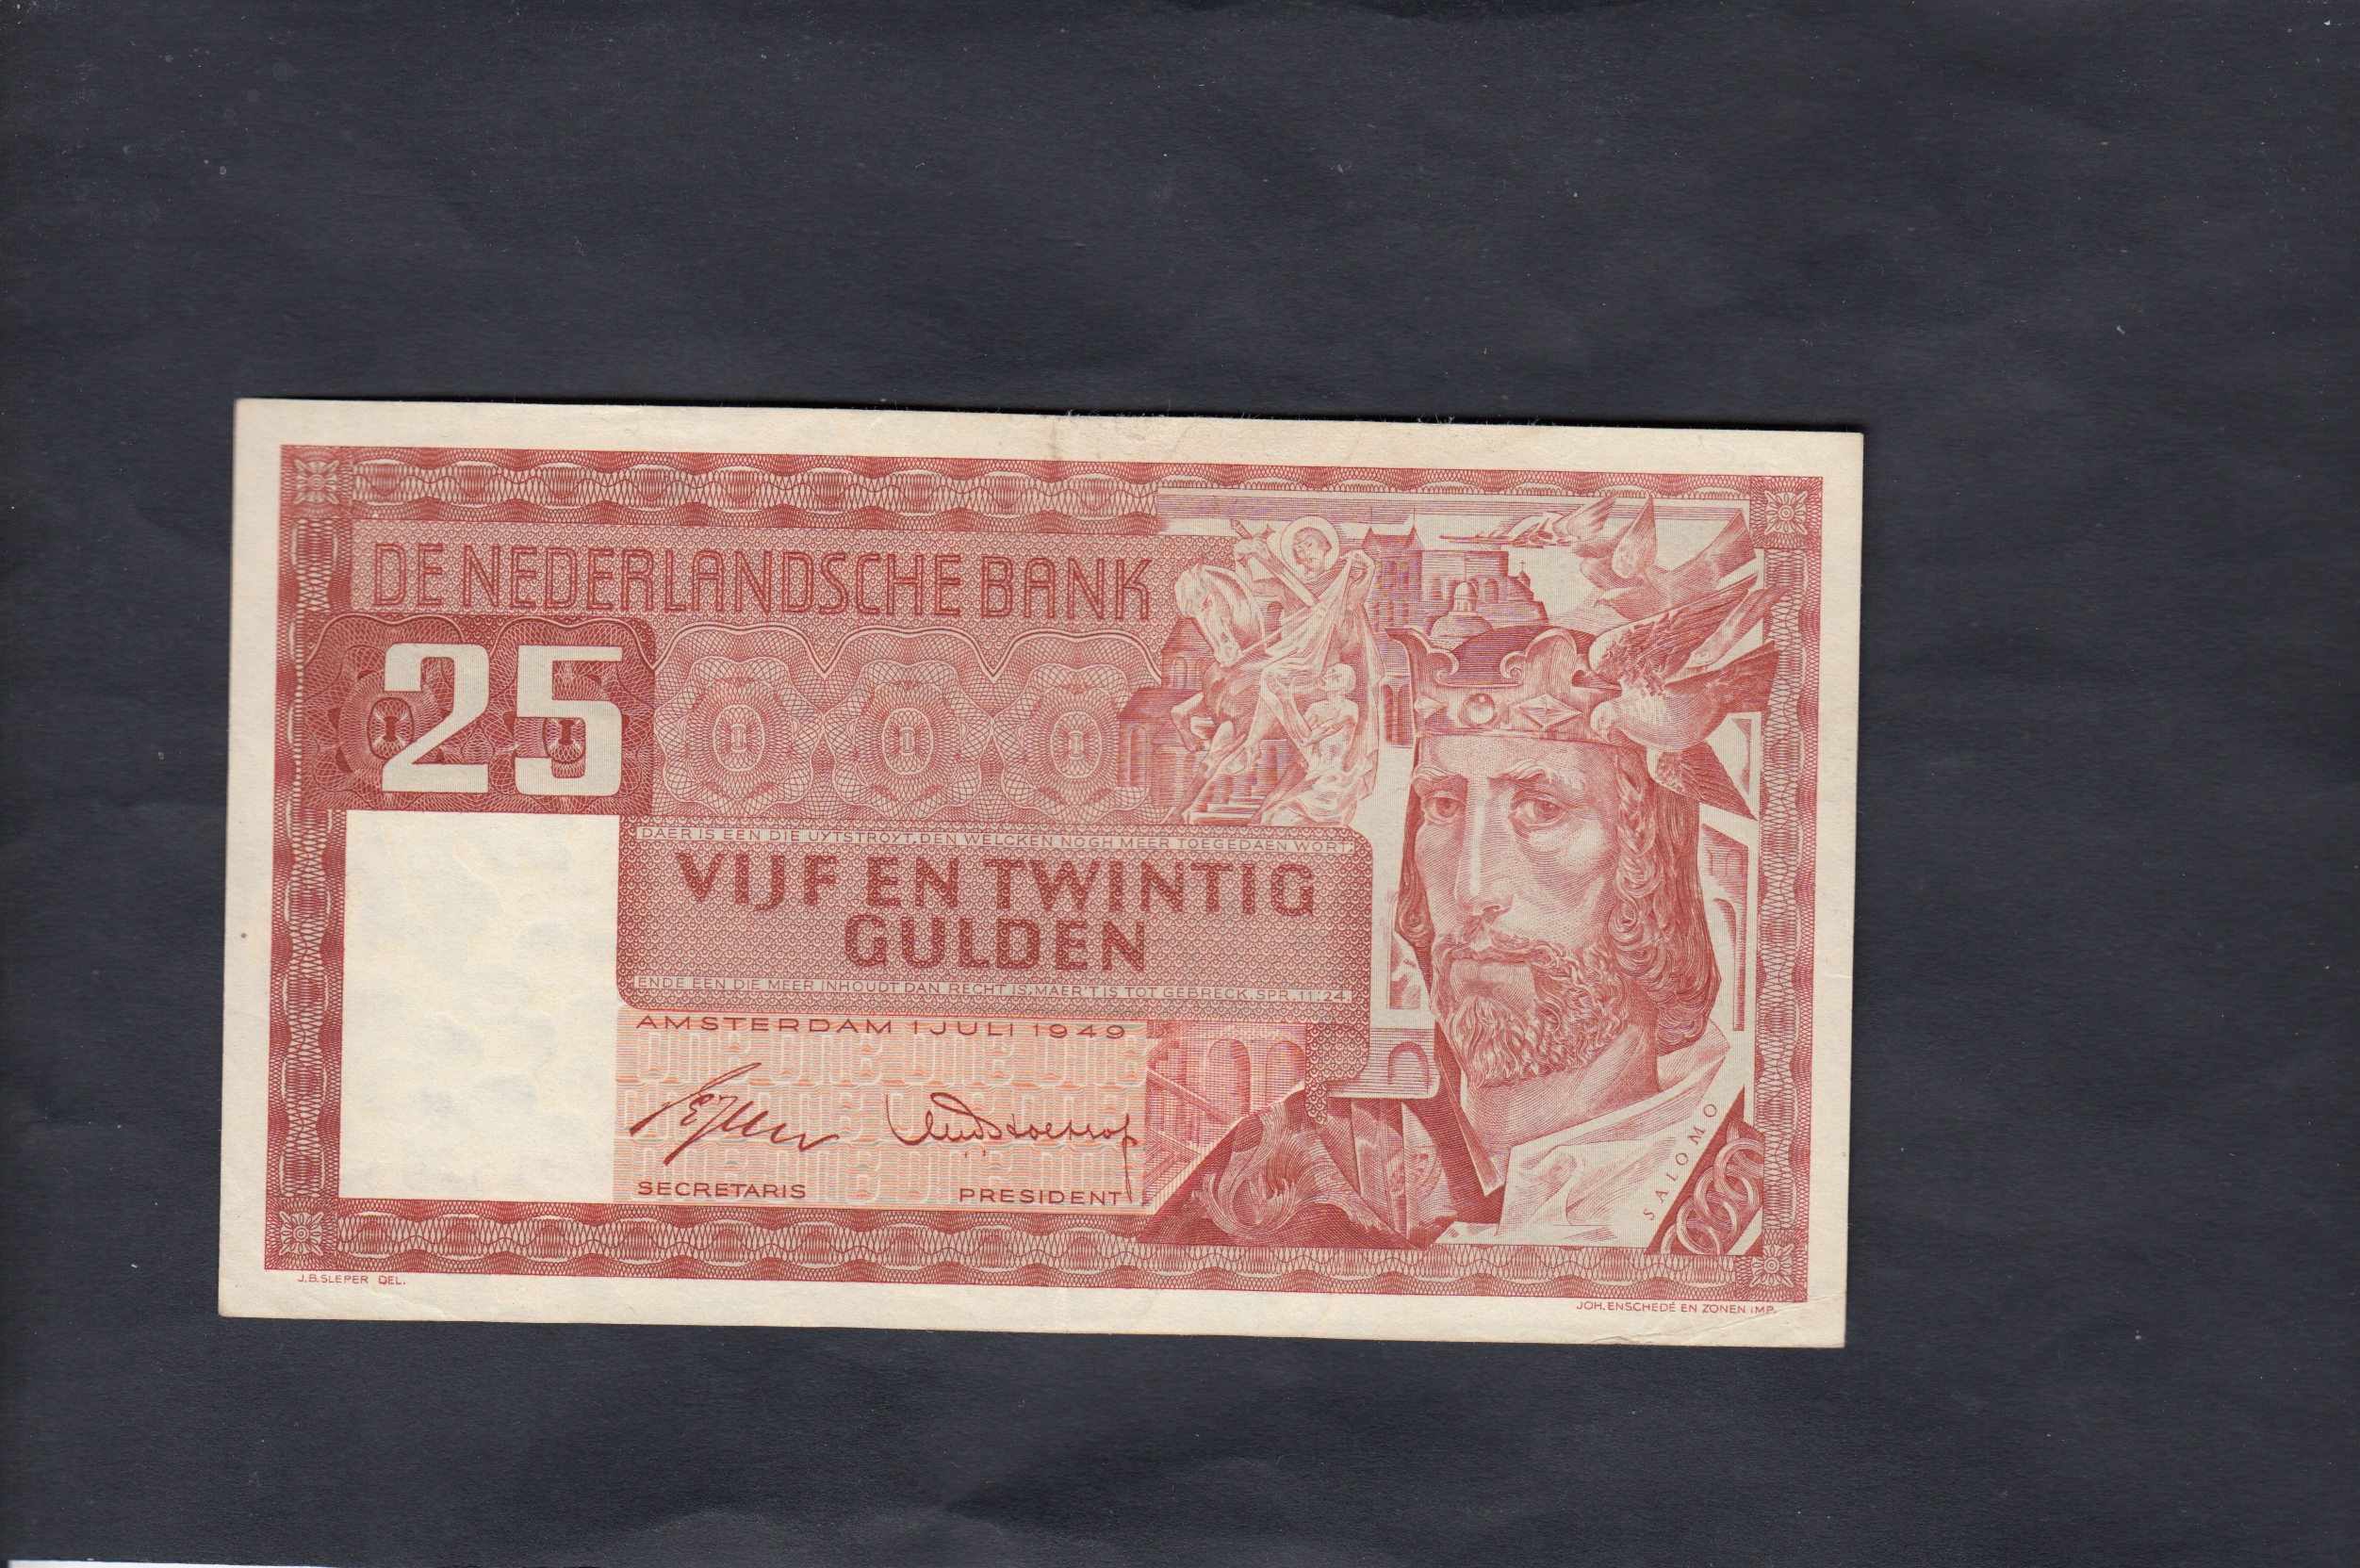 DE NEDERLANDSCHE BANK
25
DAER IS EEN DIE UYTSTROYT, DEN WELCKEN NOGH MEER TOEGEDAEN WORT:
VIJF EN TWINTIG
GULDEN
ENDE EEN DIE MEER INHOUDT DAN RECHT IS, MAER'T IS TOT GEBRECK. SPR. 11:24.
AMSTERDAM 1 JULI 1949
SECRETARIS
PRESIDENT
SALOMO
J.B. SLEPER DEL.
JOH. ENSCHEDÉ EN ZONEN IMP.